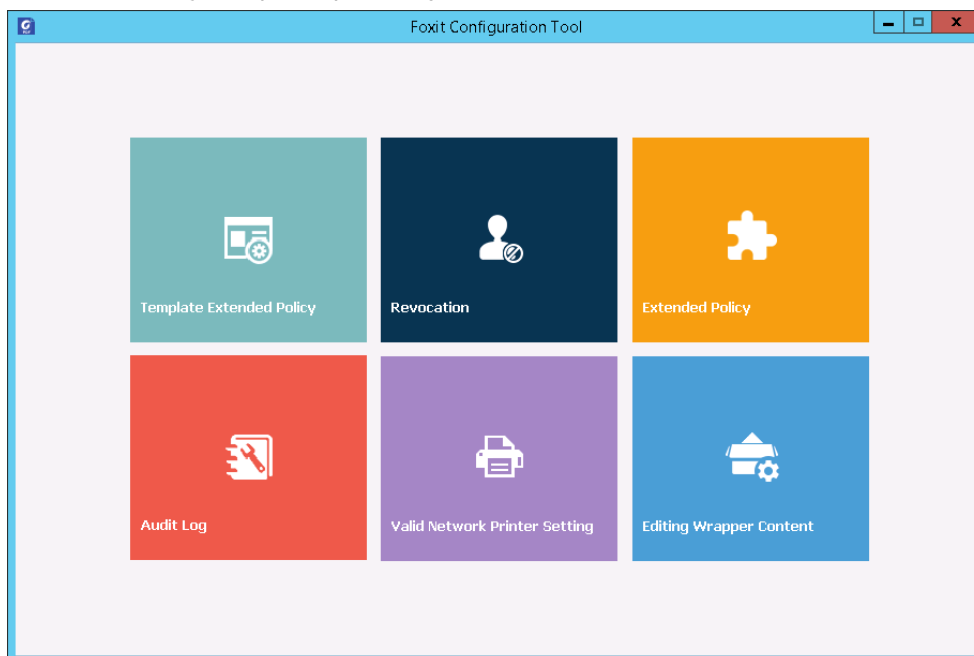 Foxit Configuration Tool
Template Extended Policy
Revocation
Extended Policy
Audit Log
Valid Network Printer Setting
Editing Wrapper Content